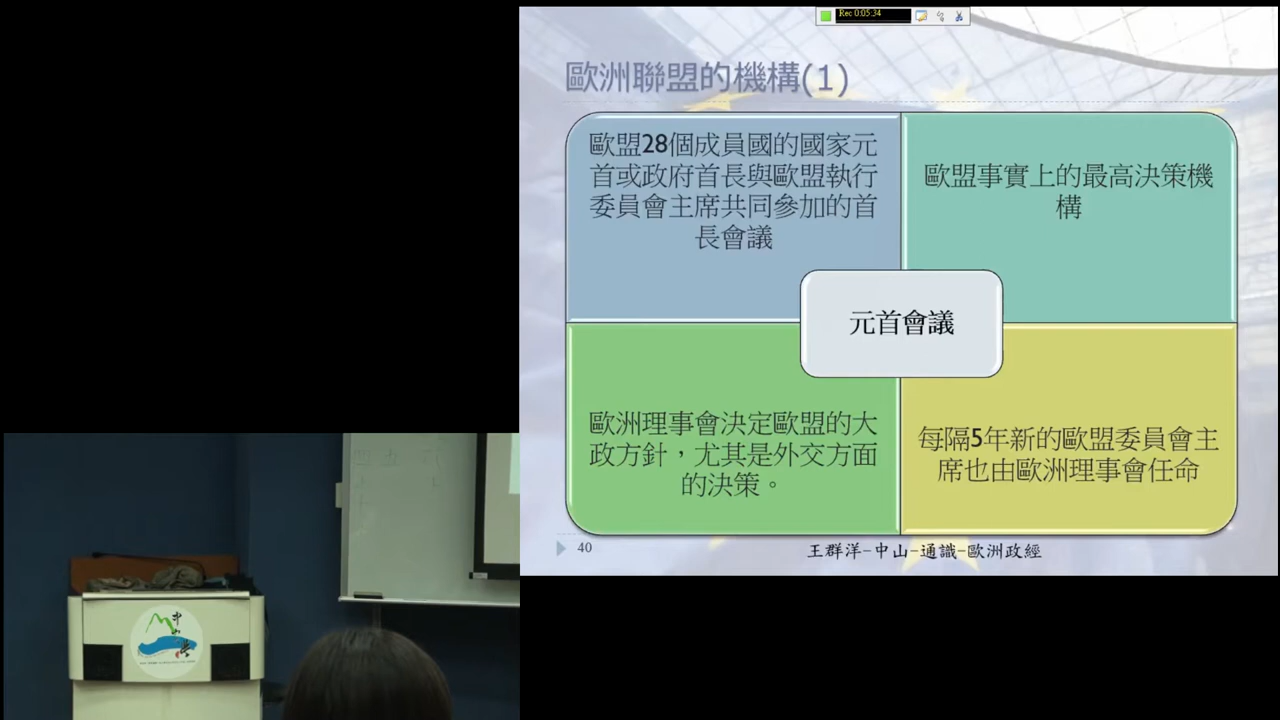 Rec 0:05:34
歐洲聯盟的機構(1)
歐盟28個成員國的國家元
首或政府首長與歐盟執行
委員會主席共同參加的首
長會議
歐盟事實上的最高決策機
構
元首會議
歐洲理事會決定歐盟的大
政方針，尤其是外交方面
的決策。
每隔5年新的歐盟委員會主
席也由歐洲理事會任命
40
王群洋-中山-通識-歐洲政經
中
山